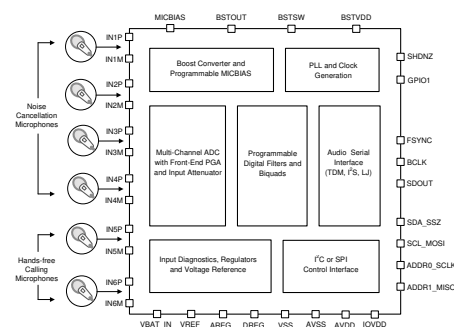 MICBIAS BSTOUT BSTSW BSTVDD
IN1P
IN1M
IN2P
IN2M
IN3P
IN3M
IN4P
IN4M
IN5P
IN5M
IN6P
IN6M
Noise
Cancellation
Microphones
Hands-free
Calling
Microphones
Boost Converter and
Programmable MICBIAS
PLL and Clock
Generation
Multi-Channel ADC
with Front-End PGA
and Input Attenuator
Programmable
Digital Filters and
Biquads
Audio Serial
Interface
(TDM, I²S, LJ)
Input Diagnostics, Regulators
and Voltage Reference
I²C or SPI
Control Interface
SHDNZ
GPIO1
FSYNC
BCLK
SDOUT
SDA_SSZ
SCL_MOSI
ADDR0_SCLK
ADDR1_MISO
VBAT_IN VREF AREG DREG VSS AVSS AVDD IOVDD